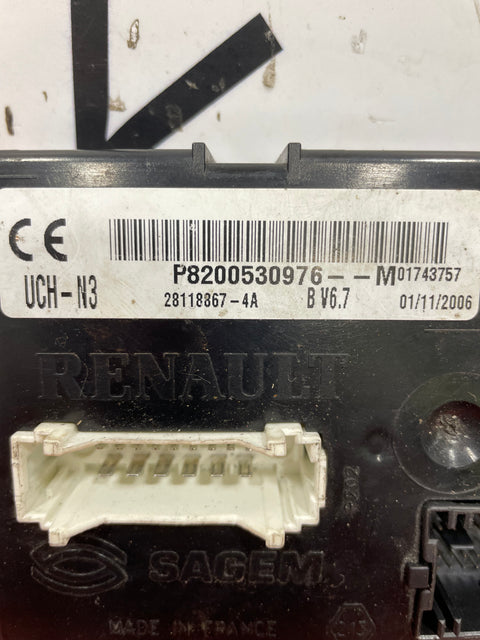 CE
P8200530976--M01743757
UCH-N3 28118867-4A B V6.7 01/11/2006
RENAULT
SAGEM
MADE IN FRANCE